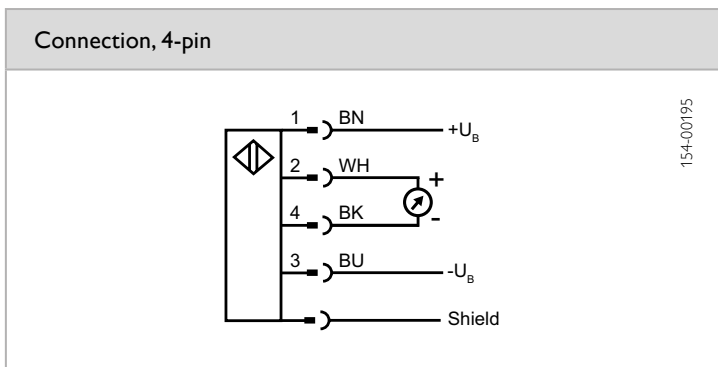 Connection, 4-pin
1 BN +U_B
2 WH +
4 BK -
3 BU -U_B
Shield
154-00195